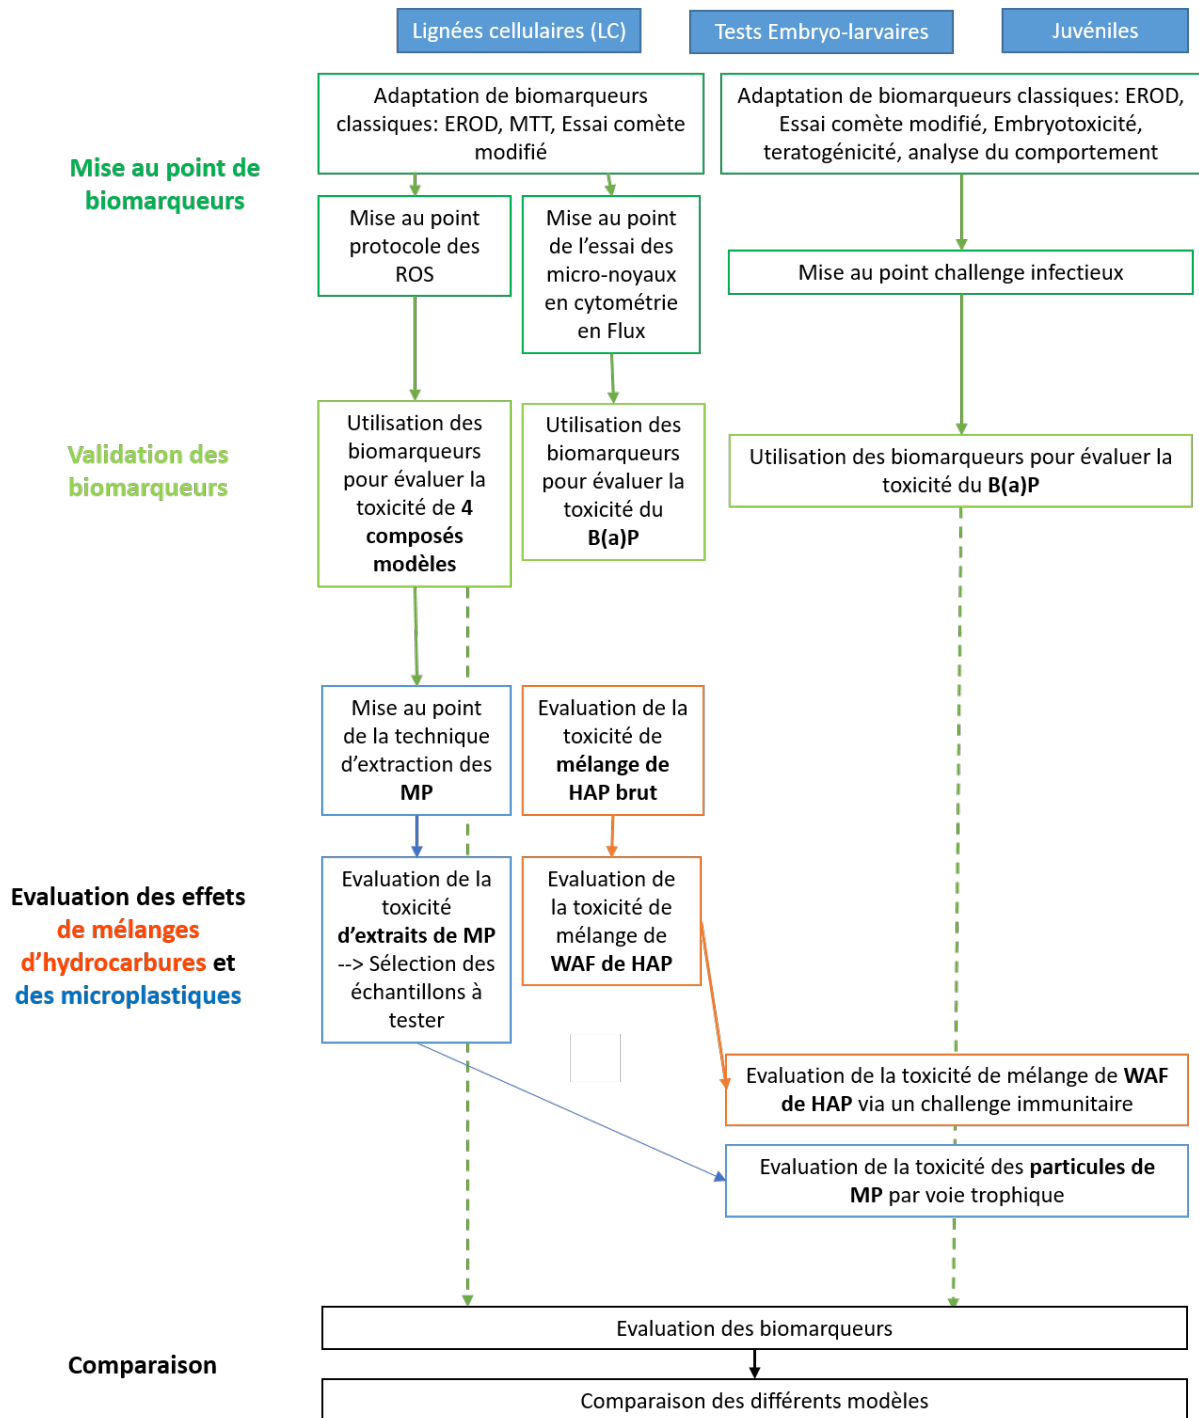 Lignées cellulaires (LC)
Tests Embryo-larvaires
Juvéniles
Mise au point de
biomarqueurs
Adaptation de biomarqueurs
classiques: EROD, MTT, Essai comète
modifié
Adaptation de biomarqueurs classiques: EROD,
Essai comète modifié, Embryotoxicité,
teratogénicité, analyse du comportement
Mise au point
protocole des
ROS
Mise au point
de l'essai des
micro-noyaux
en cytométrie
en Flux
Mise au point challenge infectieux
Validation des
biomarqueurs
Utilisation des
biomarqueurs
pour évaluer la
toxicité de 4
composés
modèles
Utilisation des
biomarqueurs
pour évaluer la
toxicité du
B(a)P
Utilisation des biomarqueurs pour évaluer la
toxicité du B(a)P
Evaluation des effets
de mélanges
d'hydrocarbures et
des microplastiques
Mise au point
de la technique
d'extraction des
MP
Evaluation de la
toxicité de
mélange de
HAP brut
Evaluation de la
toxicité
d'extraits de MP
--> Sélection des
échantillons à
tester
Evaluation de
la toxicité de
mélange de
WAF de HAP
Evaluation de la toxicité de mélange de WAF
de HAP via un challenge immunitaire
Evaluation de la toxicité des particules de
MP par voie trophique
Comparaison
Evaluation des biomarqueurs
Comparaison des différents modèles